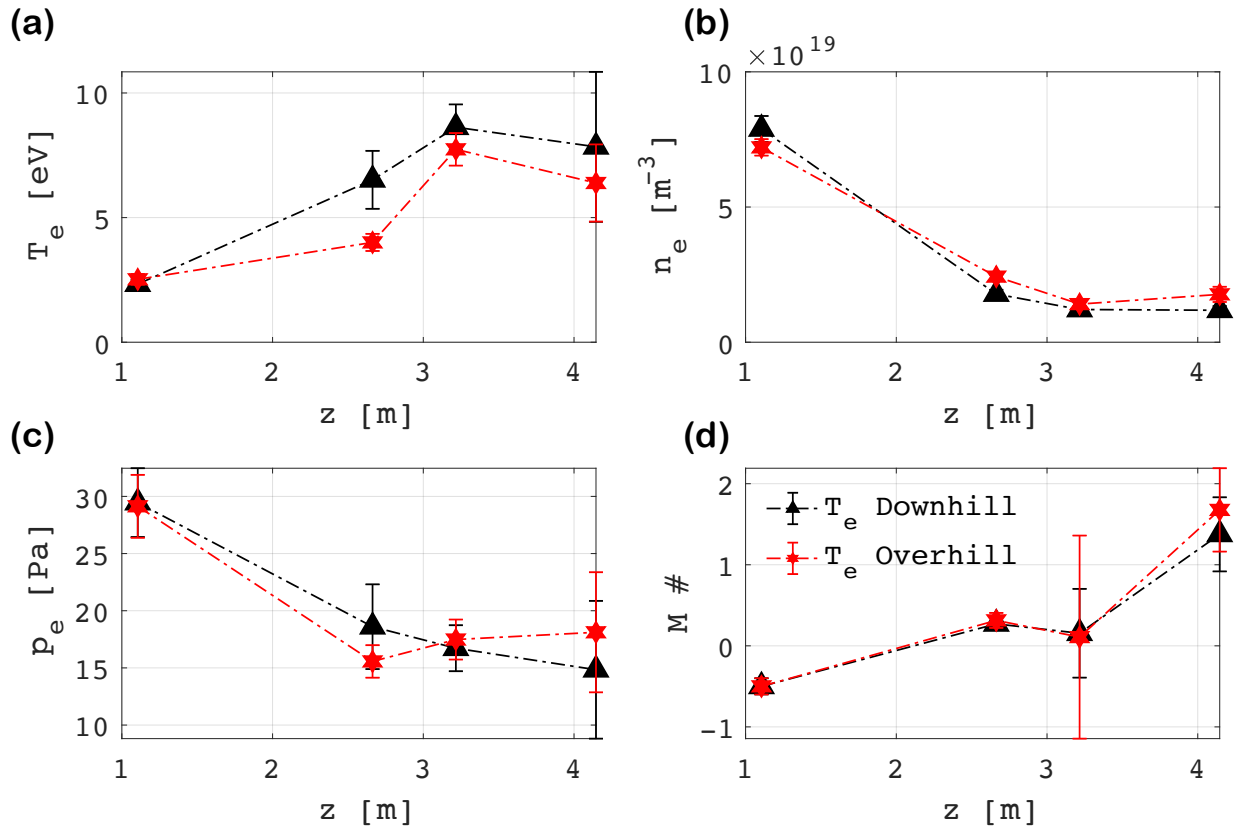 (a)
10
5
0
T_e [eV]
1 2 3 4
z [m]
(b)
×10^19
10
5
0
n_e [m^−3]
1 2 3 4
z [m]
(c)
30
25
20
15
10
p_e [Pa]
1 2 3 4
z [m]
(d)
2
1
0
−1
M #
T_e Downhill
T_e Overhill
1 2 3 4
z [m]